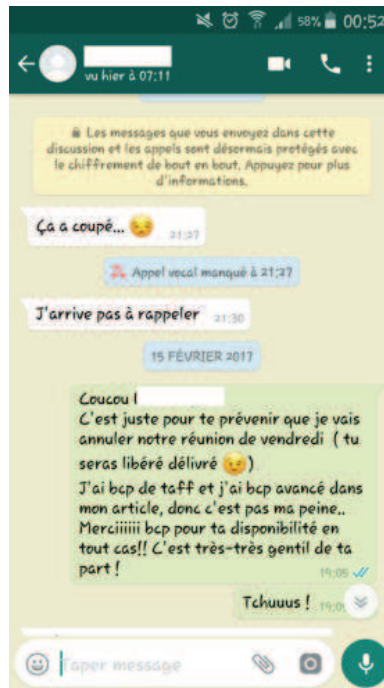 58% 00:52
vu hier à 07:11
Les messages que vous envoyez dans cette
discussion et les appels sont désormais protégés avec
le chiffrement de bout en bout. Appuyez pour plus
d'informations.
Ça a coupé... 21:27
Appel vocal manqué à 21:27
J'arrive pas à rappeler 21:30
15 FÉVRIER 2017
Coucou
C'est juste pour te prévenir que je vais
annuler notre réunion de vendredi ( tu
seras libéré délivré )
J'ai bcp de taff et j'ai bcp avancé dans
mon article, donc c'est pas ma peine..
Merciiiiii bcp pour ta disponibilité en
tout cas!! C'est très-très gentil de ta
part ! 19:05
Tchuuus !
Taper message